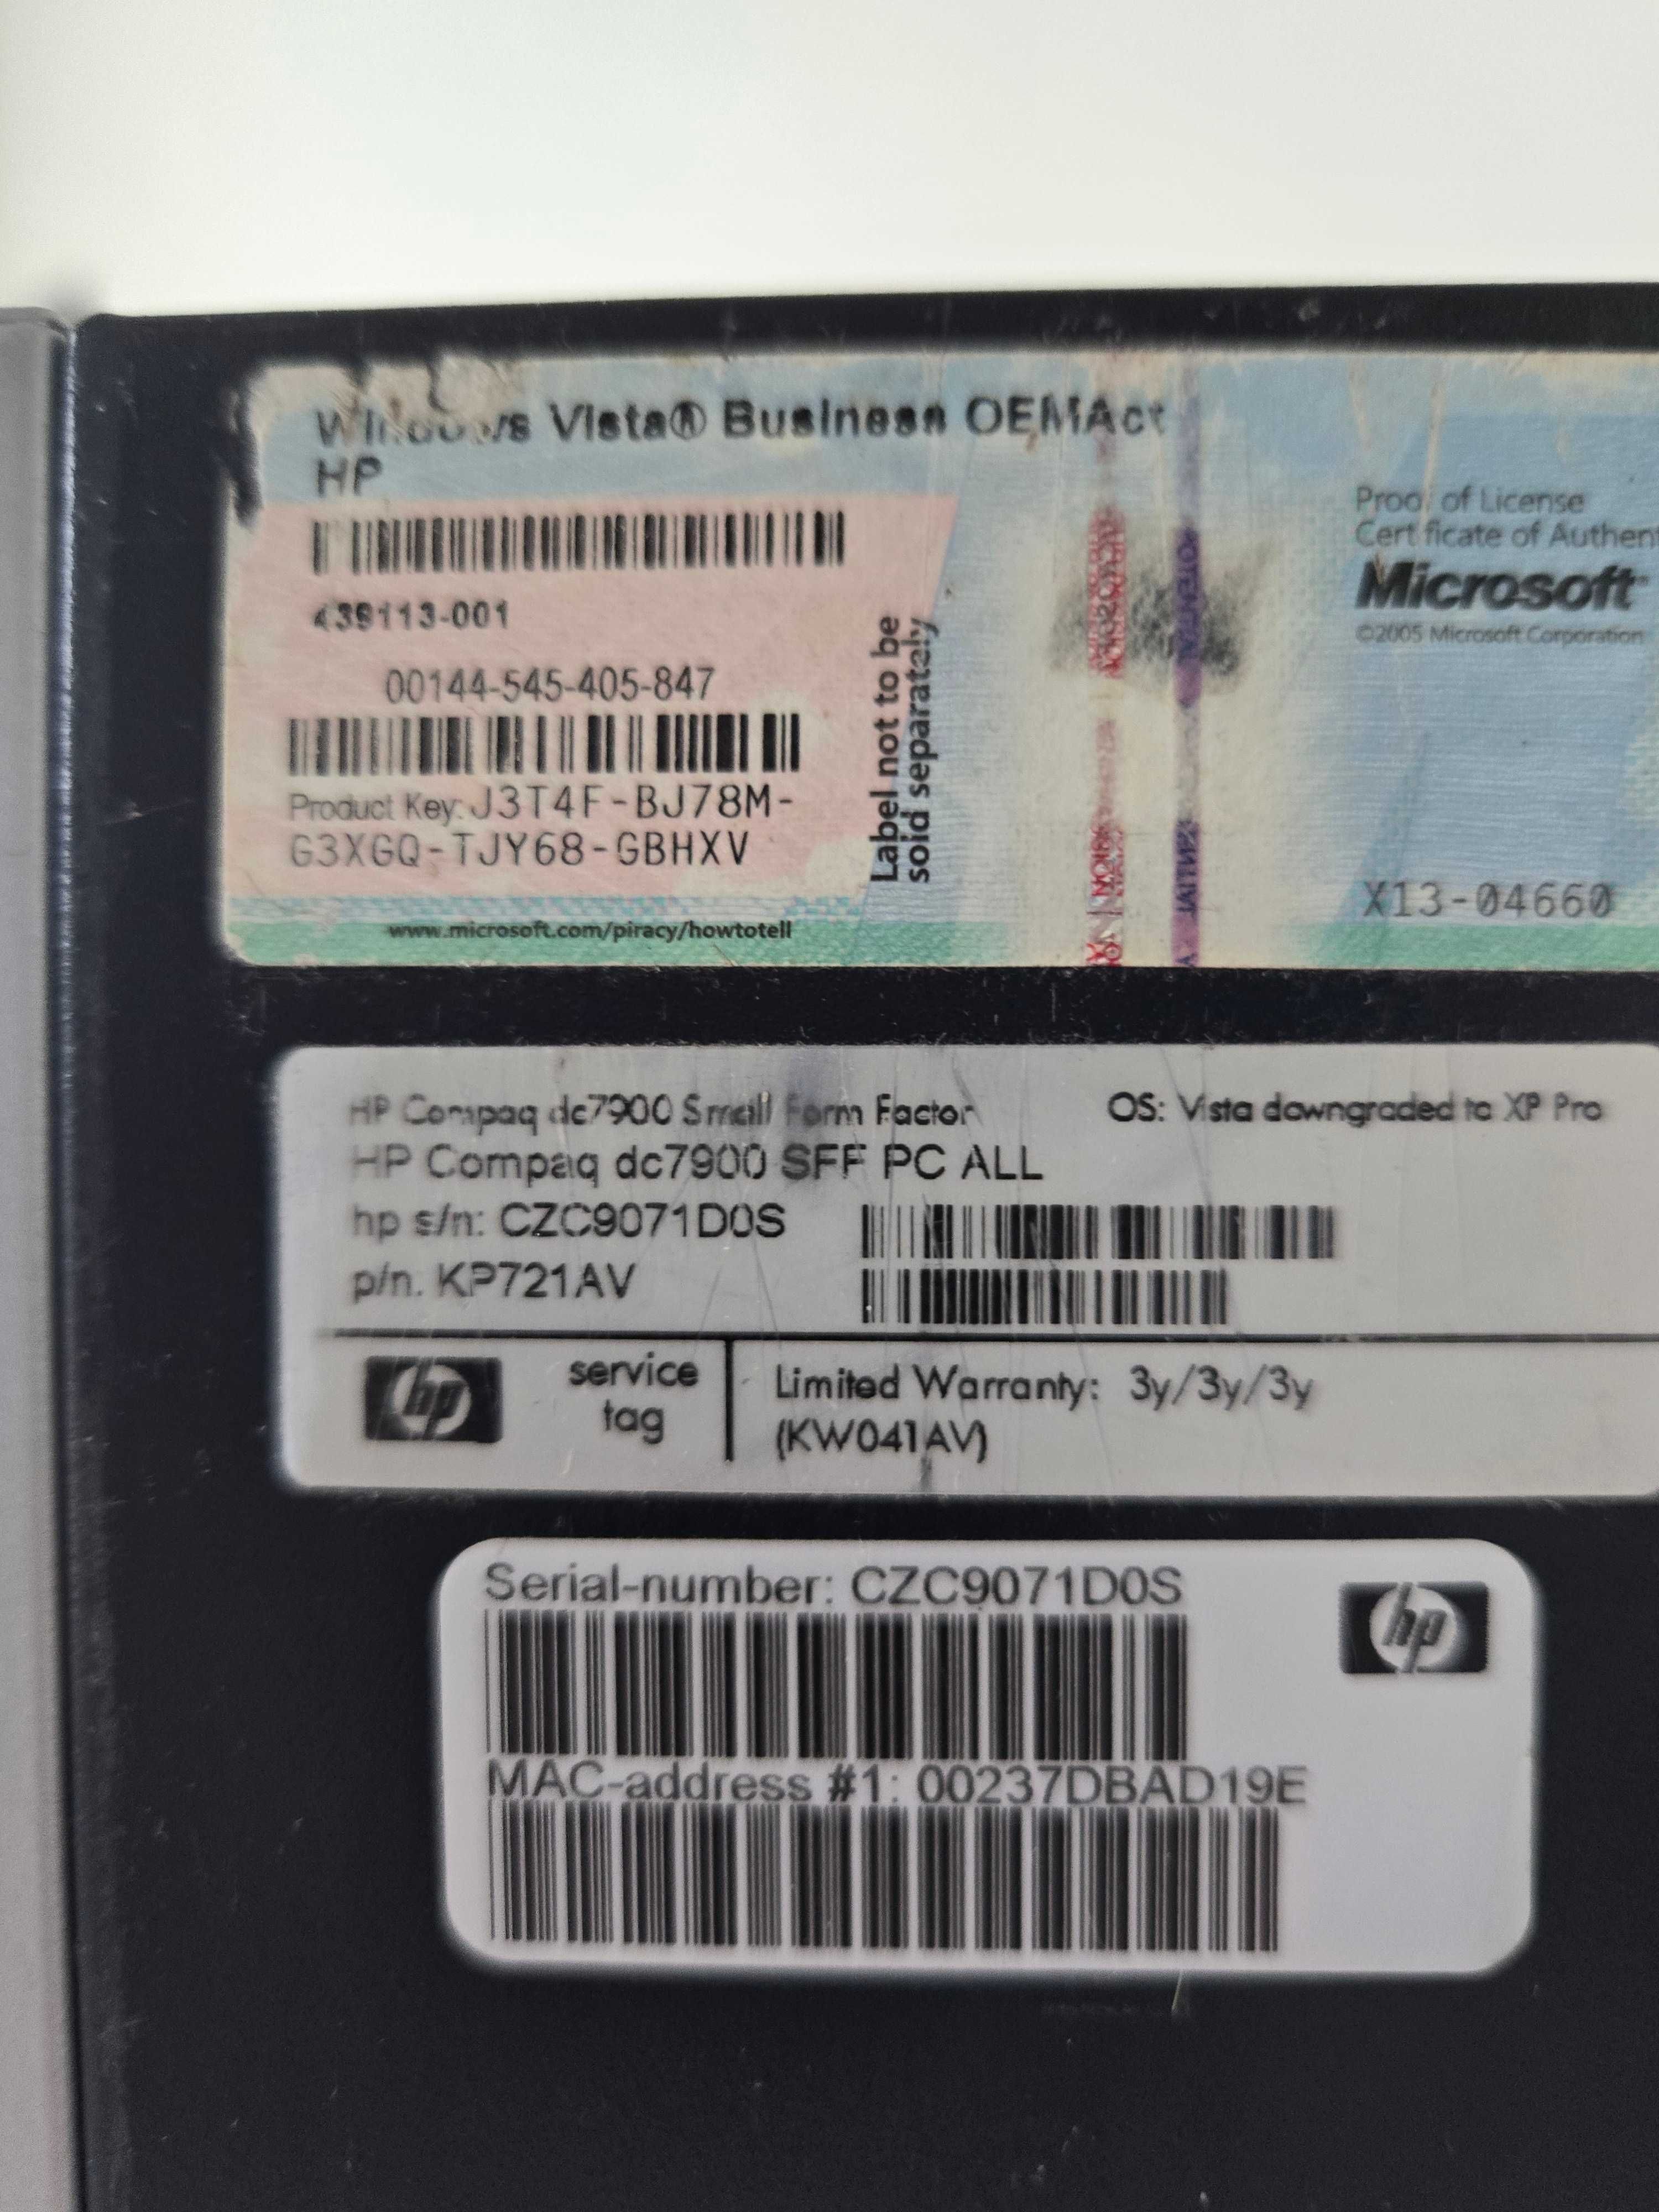 Windows Vista® Business OEMAct
HP
439113-001
00144-545-405-847
Product Key: J3T4F-BJ78M-
G3XGQ-TJY68-GBHXV
www.microsoft.com/piracy/howtotell
Label not to be
sold separately
Proof of License
Certificate of Authent
Microsoft
©2005 Microsoft Corporation
X13-04660
HP Compaq dc7900 Small Form Factor OS: Vista downgraded to XP Pro
HP Compaq dc7900 SFF PC ALL
hp s/n: CZC9071D0S
p/n. KP721AV
hp
service
tag
Limited Warranty: 3y/3y/3y
(KW041AV)
Serial-number: CZC9071D0S
hp
MAC-address #1: 00237DBAD19E